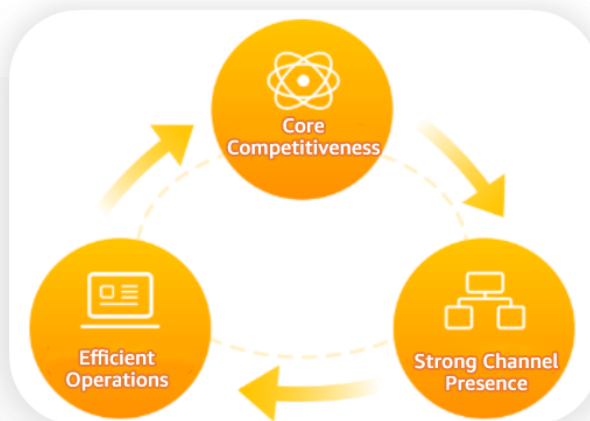 Core
Competitiveness
Efficient
Operations
Strong Channel
Presence